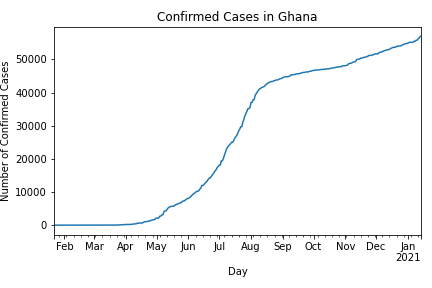 Confirmed Cases in Ghana
Number of Confirmed Cases
50000
40000
30000
20000
10000
0
Feb Mar Apr May Jun Jul Aug Sep Oct Nov Dec Jan
2021
Day